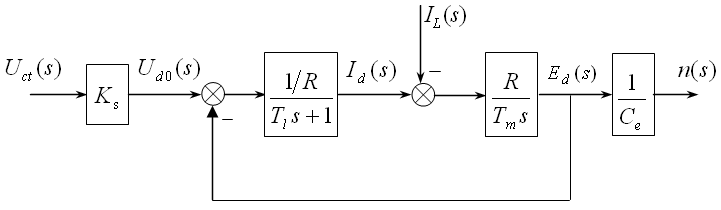 I_L(s)
U_ct(s)
K_s
U_d0(s)
−
1/R
T_l s + 1
I_d(s)
−
R
T_m s
E_d(s)
1
C_e
n(s)